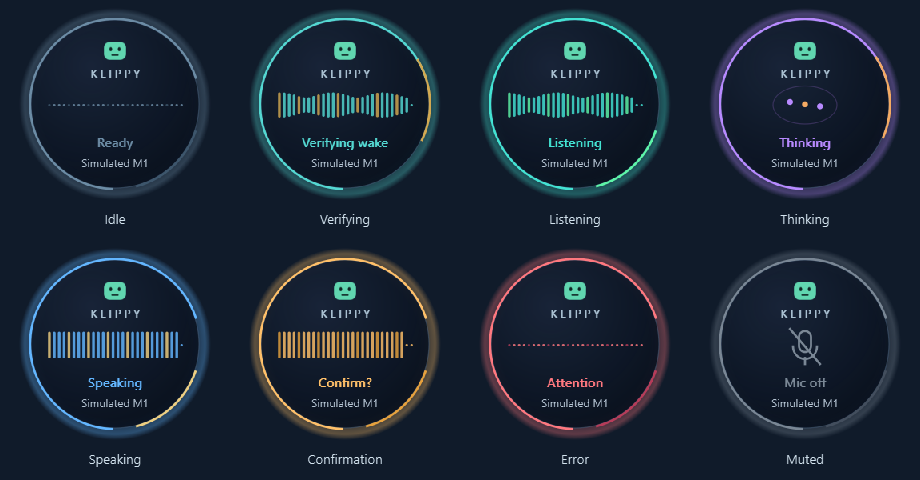 KLIPPY
Ready
Simulated M1
Idle
KLIPPY
Verifying wake
Simulated M1
Verifying
KLIPPY
Listening
Simulated M1
Listening
KLIPPY
Thinking
Simulated M1
Thinking
KLIPPY
Speaking
Simulated M1
Speaking
KLIPPY
Confirm?
Simulated M1
Confirmation
KLIPPY
Attention
Simulated M1
Error
KLIPPY
Mic off
Simulated M1
Muted